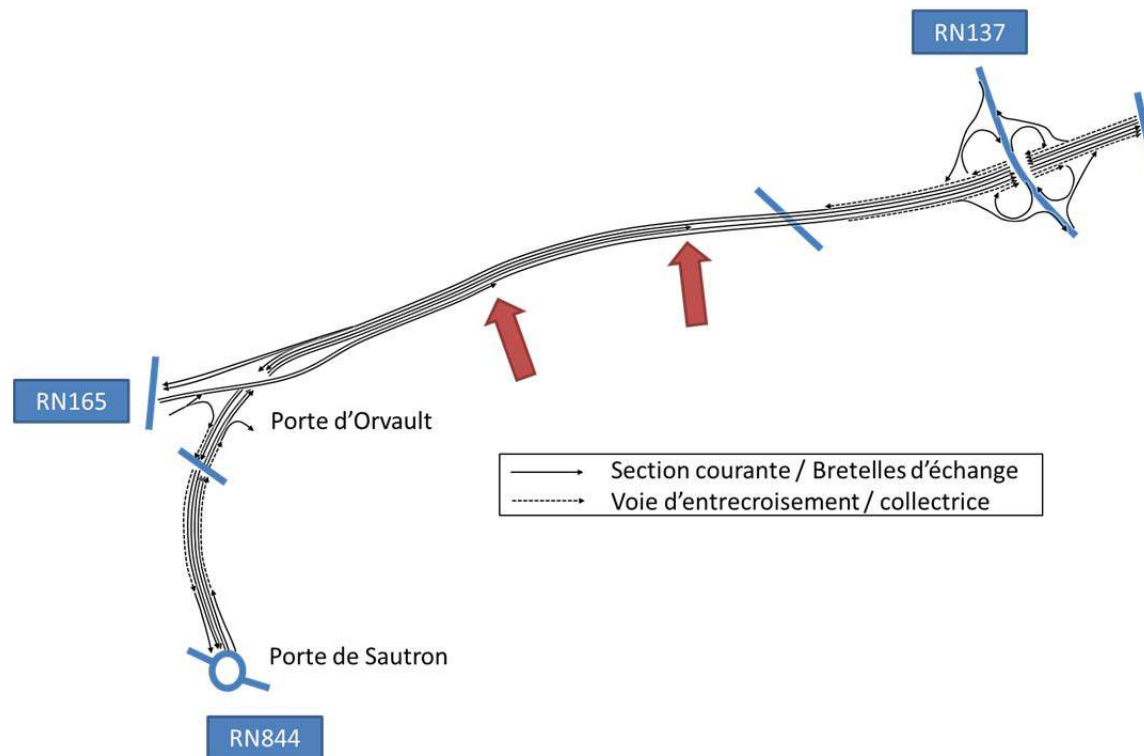 RN137
RN165
Porte d'Orvault
Section courante / Bretelles d'échange
Voie d'entrecroisement / collectrice
Porte de Sautron
RN844